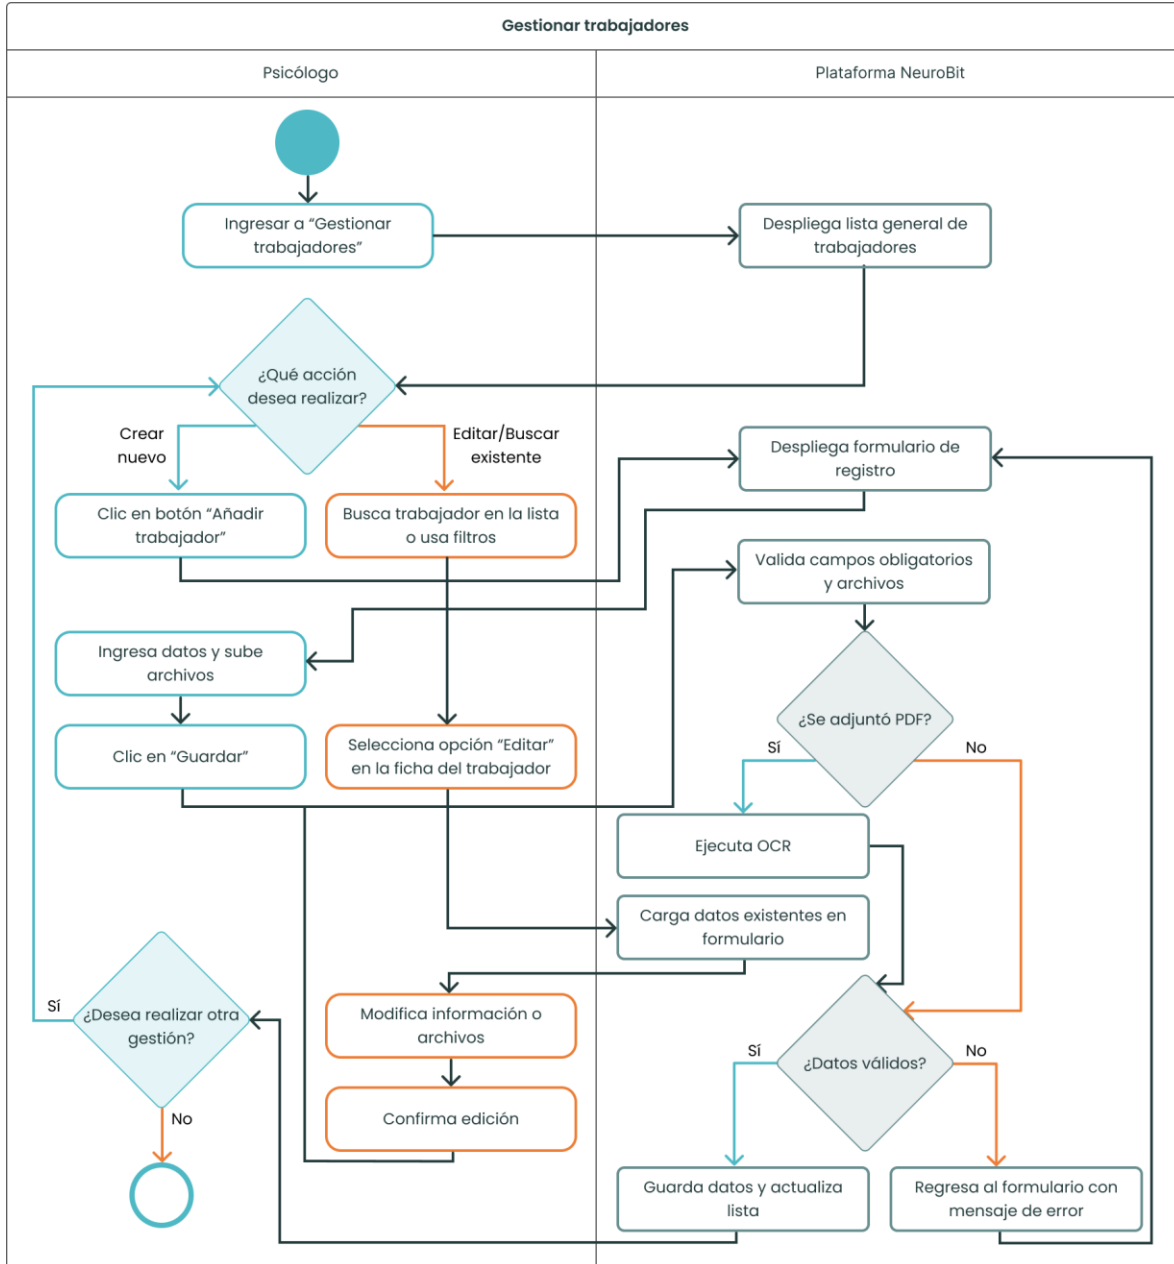 Gestionar trabajadores
Psicólogo
Plataforma NeuroBit
Ingresar a “Gestionar
trabajadores”
Despliega lista general de
trabajadores
¿Qué acción
desea realizar?
Crear
nuevo
Editar/Buscar
existente
Despliega formulario de
registro
Clic en botón “Añadir
trabajador”
Busca trabajador en la lista
o usa filtros
Valida campos obligatorios
y archivos
Ingresa datos y sube
archivos
¿Se adjuntó PDF?
Sí
No
Clic en “Guardar”
Selecciona opción “Editar”
en la ficha del trabajador
Ejecuta OCR
Carga datos existentes en
formulario
Sí
¿Desea realizar otra
gestión?
No
Modifica información o
archivos
Confirma edición
¿Datos válidos?
Sí
No
Guarda datos y actualiza
lista
Regresa al formulario con
mensaje de error